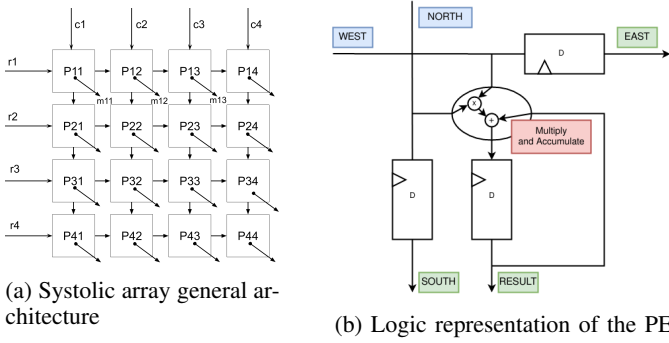 c1 c2 c3 c4
r1 P11 P12 P13 P14
m11 m12 m13
r2 P21 P22 P23 P24
r3 P31 P32 P33 P34
r4 P41 P42 P43 P44
(a) Systolic array general ar-
chitecture
NORTH
WEST EAST
D
x
+
Multiply
and Accumulate
D D
SOUTH RESULT
(b) Logic representation of the PE